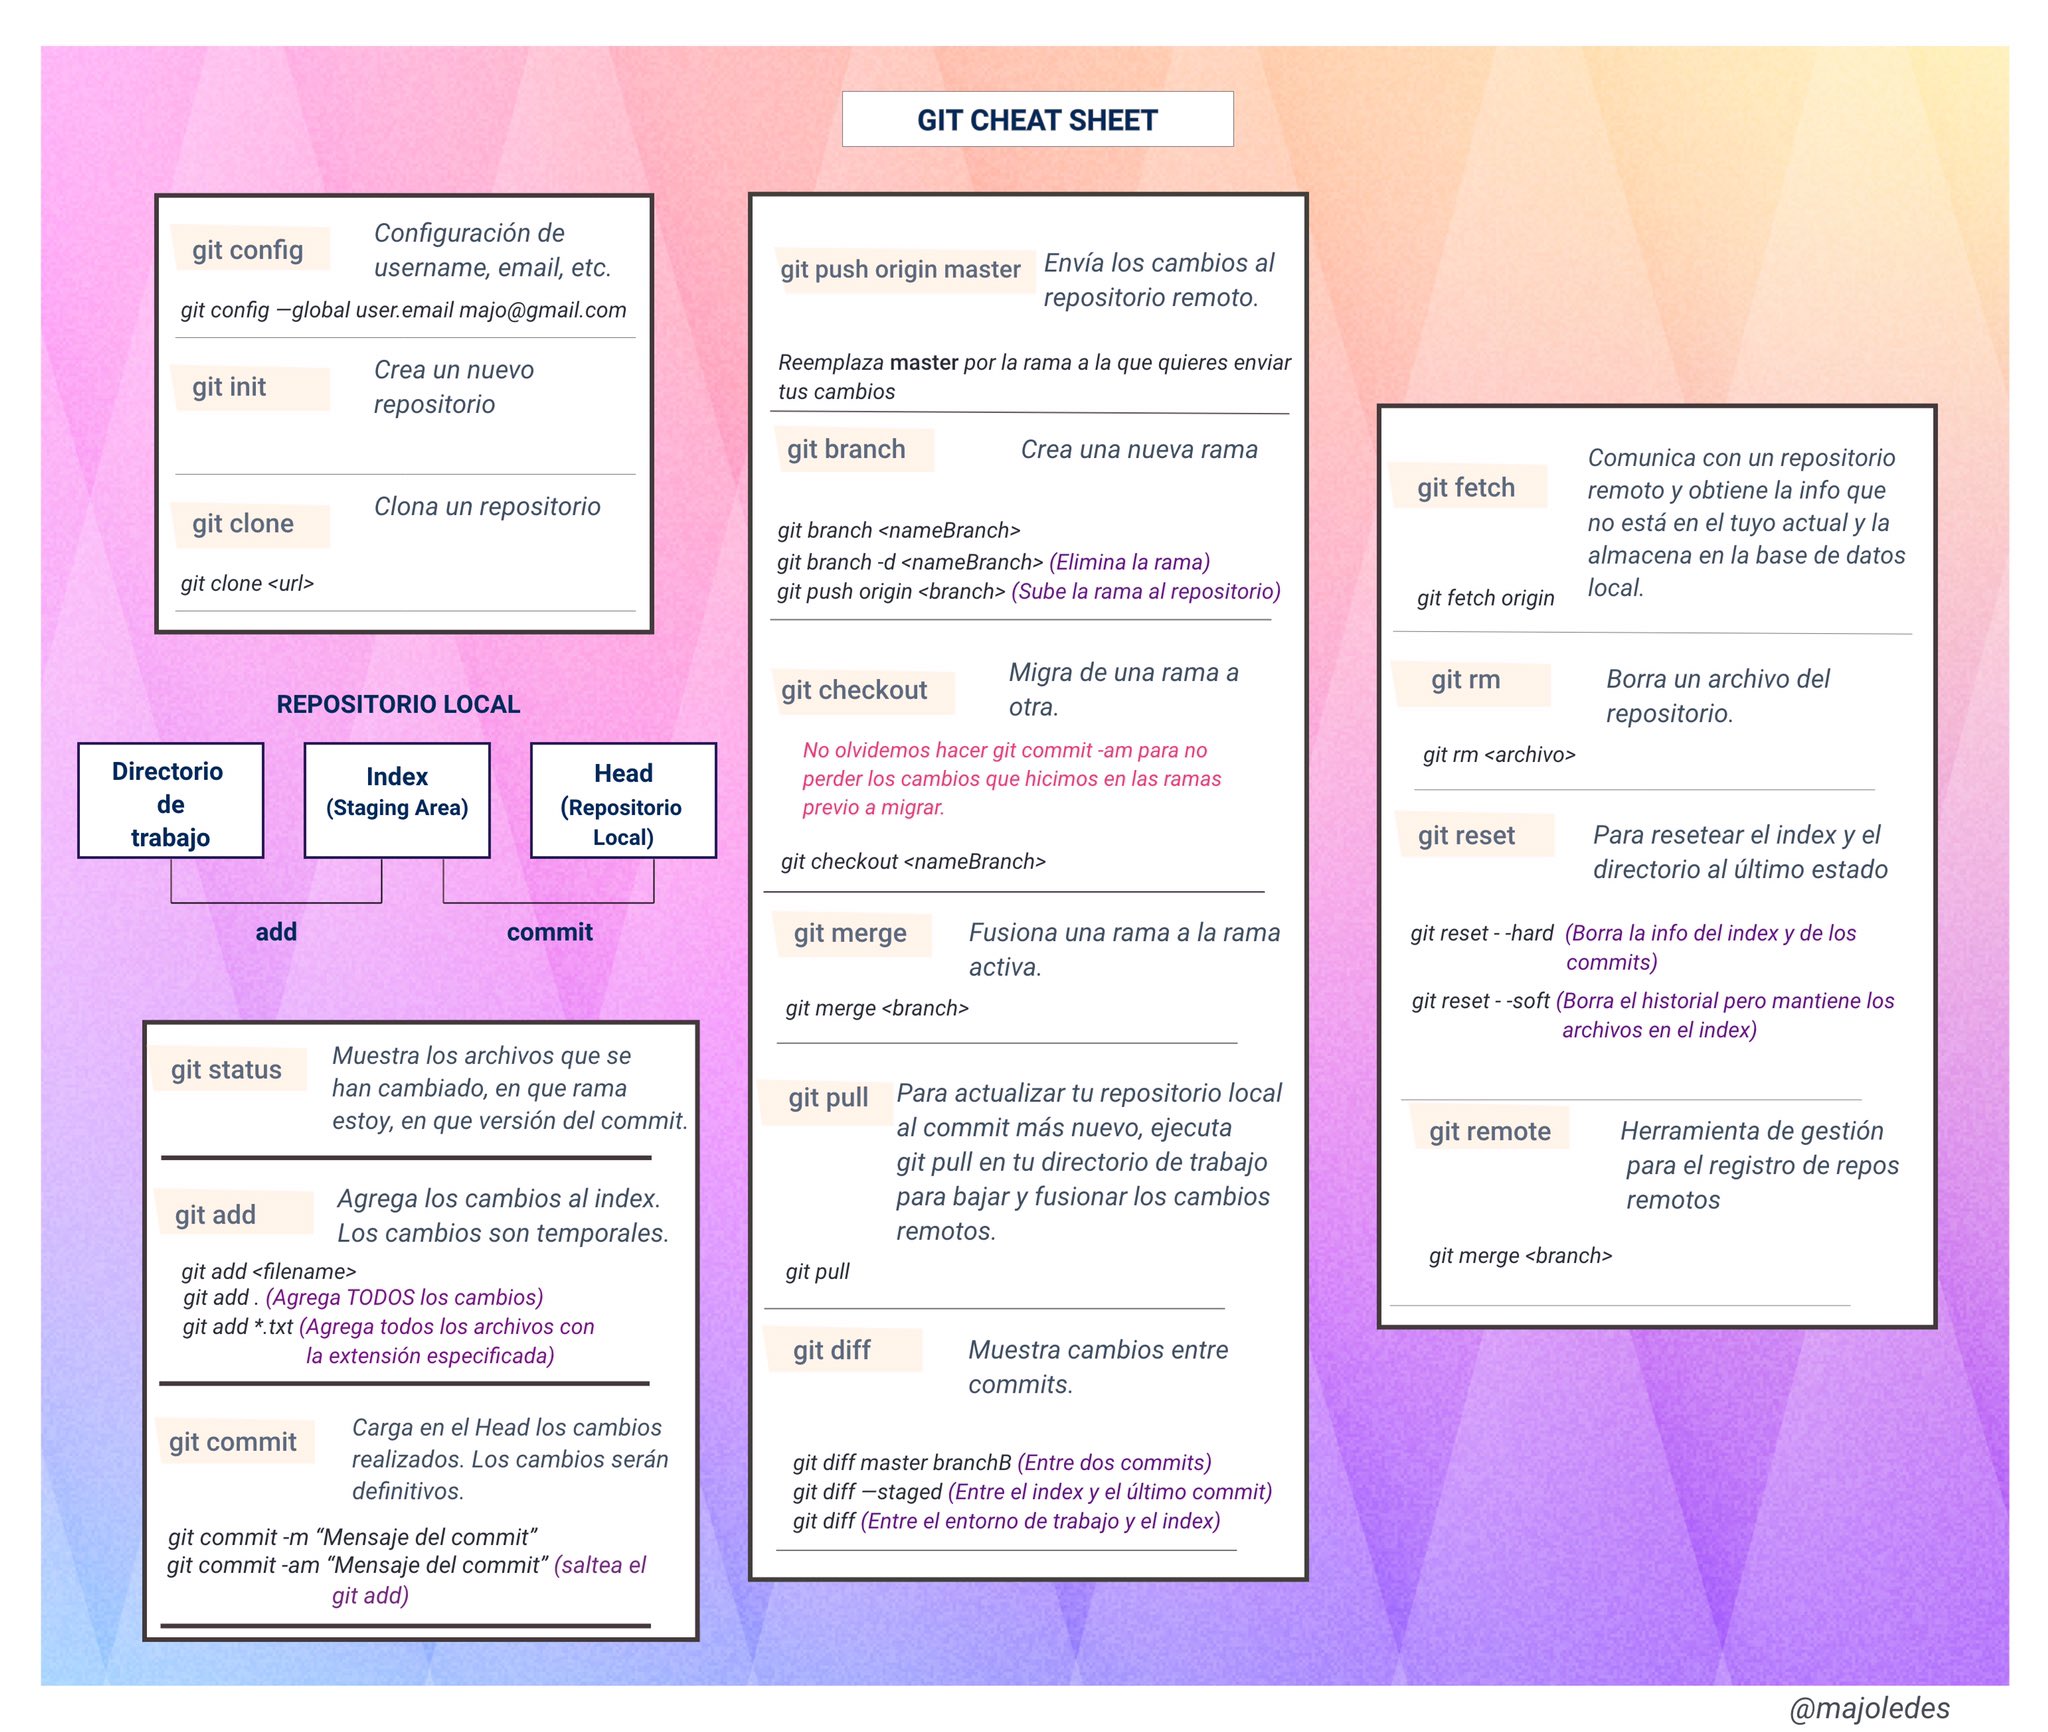 GIT CHEAT SHEET
git config
Configuración de
username, email, etc.
git config —global user.email majo@gmail.com
git init
Crea un nuevo
repositorio
git clone
Clona un repositorio
git clone <url>
REPOSITORIO LOCAL
Directorio
de
trabajo
Index
(Staging Area)
Head
(Repositorio
Local)
add
commit
git status
Muestra los archivos que se
han cambiado, en que rama
estoy, en que versión del commit.
git add
Agrega los cambios al index.
Los cambios son temporales.
git add <filename>
git add . (Agrega TODOS los cambios)
git add *.txt (Agrega todos los archivos con
la extensión especificada)
git commit
Carga en el Head los cambios
realizados. Los cambios serán
definitivos.
git commit -m “Mensaje del commit”
git commit -am “Mensaje del commit” (saltea el
git add)
git push origin master
Envía los cambios al
repositorio remoto.
Reemplaza master por la rama a la que quieres enviar
tus cambios
git branch
Crea una nueva rama
git branch <nameBranch>
git branch -d <nameBranch> (Elimina la rama)
git push origin <branch> (Sube la rama al repositorio)
git checkout
Migra de una rama a
otra.
No olvidemos hacer git commit -am para no
perder los cambios que hicimos en las ramas
previo a migrar.
git checkout <nameBranch>
git merge
Fusiona una rama a la rama
activa.
git merge <branch>
git pull
Para actualizar tu repositorio local
al commit más nuevo, ejecuta
git pull en tu directorio de trabajo
para bajar y fusionar los cambios
remotos.
git pull
git diff
Muestra cambios entre
commits.
git diff master branchB (Entre dos commits)
git diff —staged (Entre el index y el último commit)
git diff (Entre el entorno de trabajo y el index)
git fetch
Comunica con un repositorio
remoto y obtiene la info que
no está en el tuyo actual y la
almacena en la base de datos
local.
git fetch origin
git rm
Borra un archivo del
repositorio.
git rm <archivo>
git reset
Para resetear el index y el
directorio al último estado
git reset - -hard (Borra la info del index y de los
commits)
git reset - -soft (Borra el historial pero mantiene los
archivos en el index)
git remote
Herramienta de gestión
para el registro de repos
remotos
git merge <branch>
@majoledes